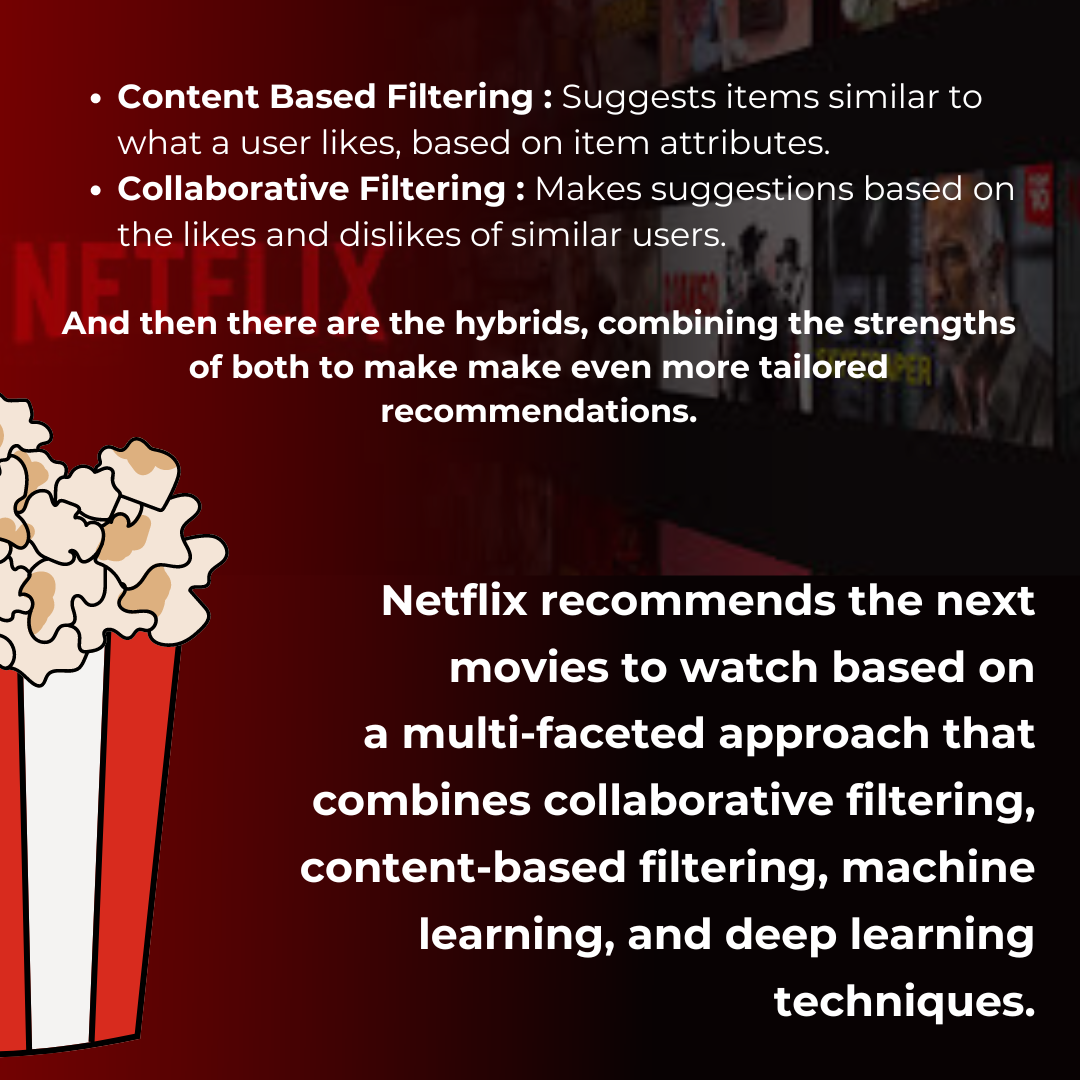 • Content Based Filtering : Suggests items similar to
what a user likes, based on item attributes.
• Collaborative Filtering : Makes suggestions based on
the likes and dislikes of similar users.
NETFLIX
And then there are the hybrids, combining the strengths
of both to make make even more tailored
recommendations.
Netflix recommends the next
movies to watch based on
a multi-faceted approach that
combines collaborative filtering,
content-based filtering, machine
learning, and deep learning
techniques.